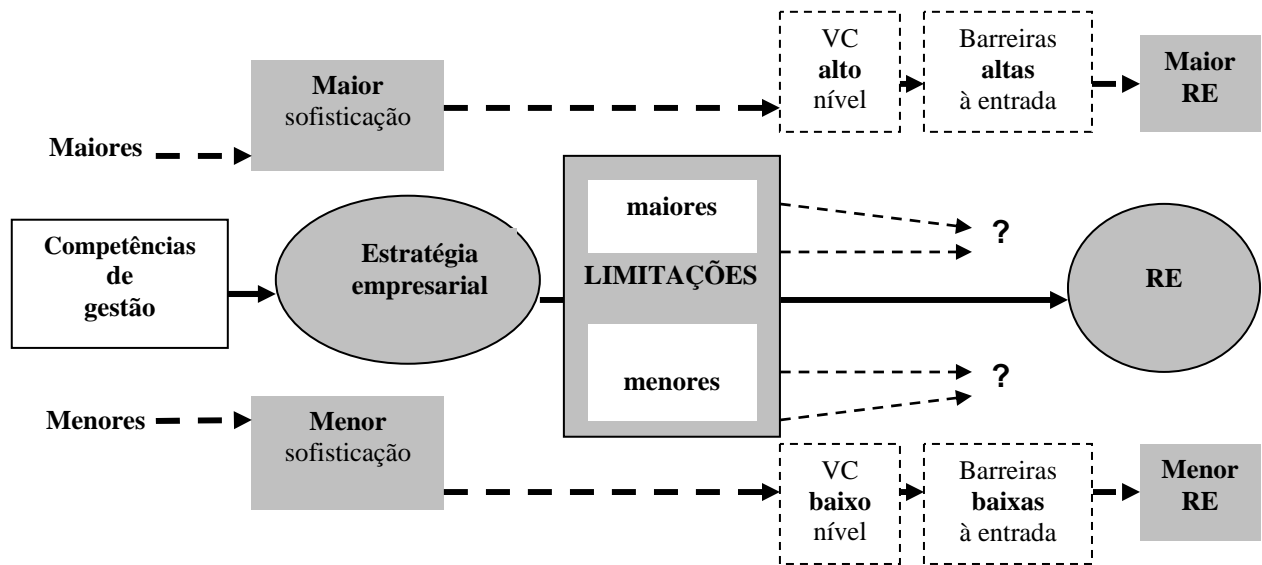 VC
alto
nível
Barreiras
altas
à entrada
Maior
RE
Maior
sofisticação
Maiores
maiores
?
Competências
de
gestão
Estratégia
empresarial
LIMITAÇÕES
RE
menores
?
Menores
Menor
sofisticação
VC
baixo
nível
Barreiras
baixas
à entrada
Menor
RE